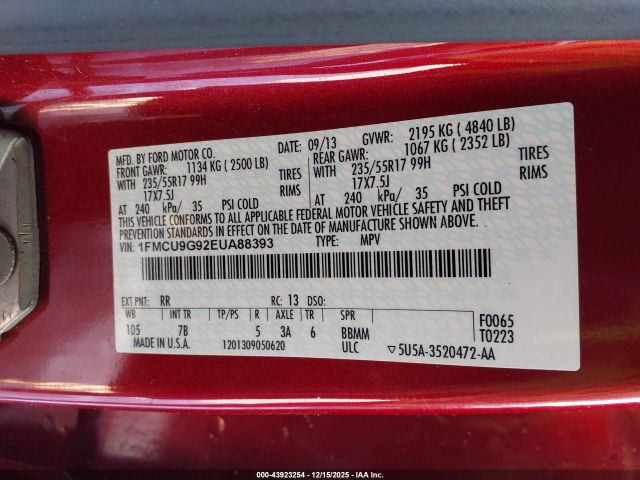 MFD. BY FORD MOTOR CO. DATE: 09/13 GVWR: 2195 KG ( 4840 LB)
FRONT GAWR: 1134 KG ( 2500 LB) REAR GAWR: 1067 KG ( 2352 LB)
WITH 235/55R17 99H TIRES WITH 235/55R17 99H TIRES
17X7.5J RIMS 17X7.5J RIMS
AT 240 kPa/ 35 PSI COLD AT 240 kPa/ 35 PSI COLD
THIS VEHICLE CONFORMS TO ALL APPLICABLE FEDERAL MOTOR VEHICLE SAFETY AND THEFT
PREVENTION STANDARDS IN EFFECT ON THE DATE OF MANUFACTURE SHOWN ABOVE.
VIN: 1FMCU9G92EUA88393 TYPE: MPV
EXT PNT: RR RC: 13 DSO:
WB INT TR TP/PS R AXLE TR SPR F0065
105 7B 5 3A 6 BBMM T0223
MADE IN U.S.A. 1201309050620 ULC 5U5A-3520472-AA
000-43923254 - 12/15/2025 - IAAI.CA